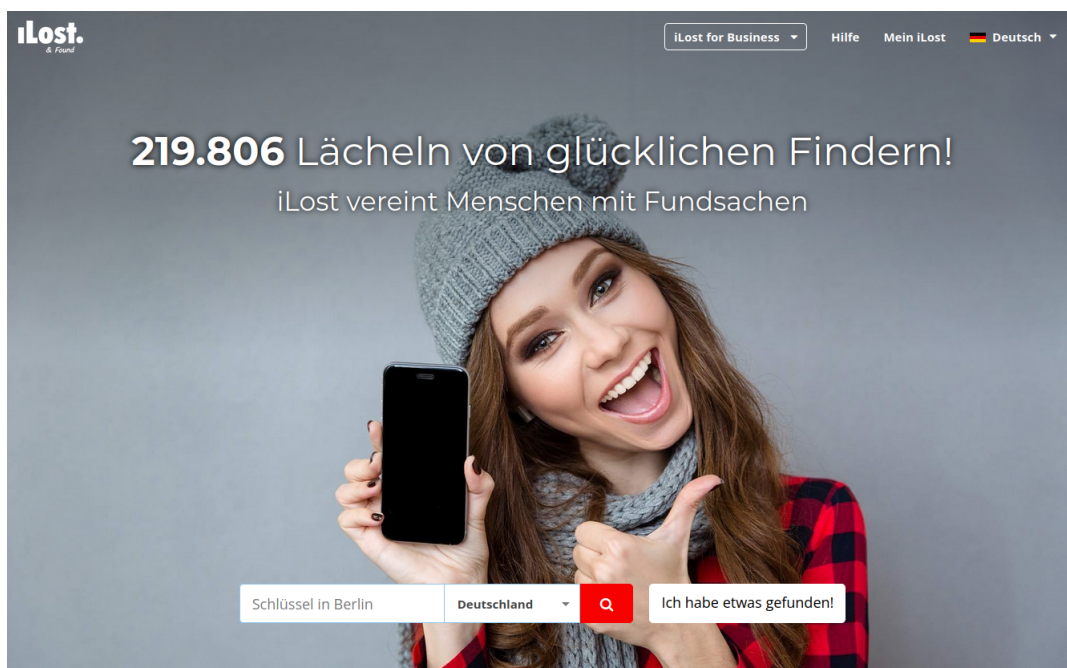 iLost.
& Found
iLost for Business
Hilfe
Mein iLost
Deutsch
219.806 Lächeln von glücklichen Findern!
iLost vereint Menschen mit Fundsachen
Schlüssel in Berlin
Deutschland
Ich habe etwas gefunden!